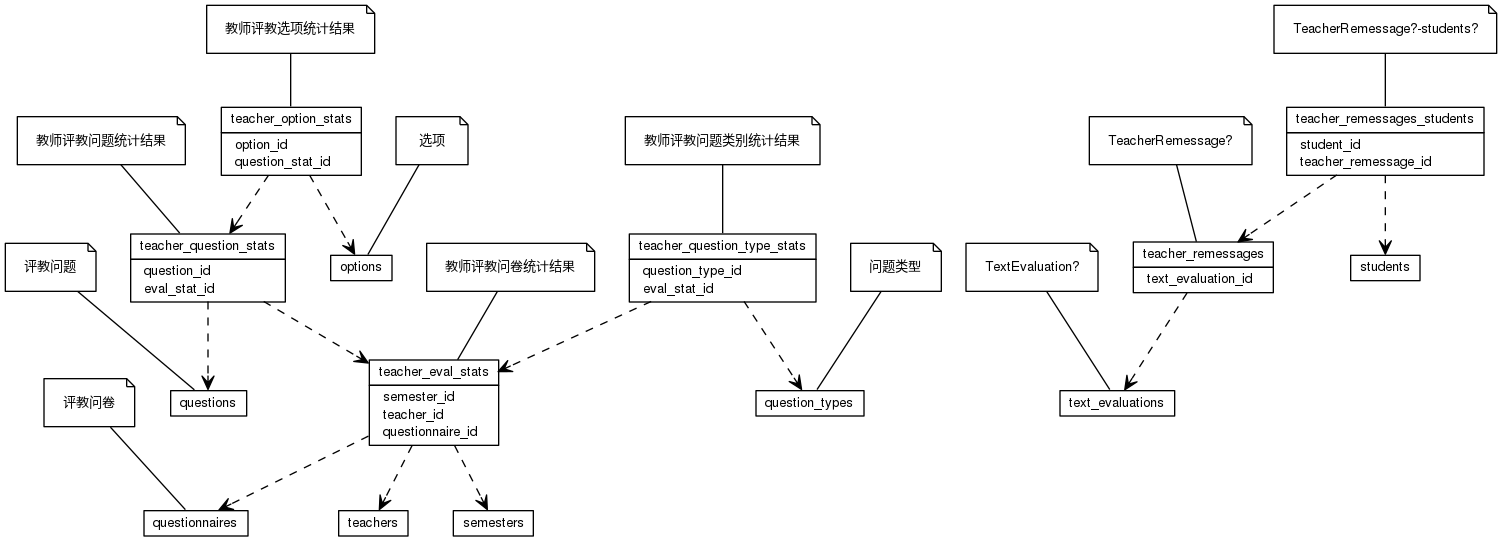 教师评教选项统计结果
TeacherRemessage?-students?
teacher_option_stats
option_id
question_stat_id
teacher_remessages_students
student_id
teacher_remessage_id
教师评教问题统计结果
选项
教师评教问题类别统计结果
TeacherRemessage?
teacher_question_stats
question_id
eval_stat_id
options
teacher_question_type_stats
question_type_id
eval_stat_id
teacher_remessages
text_evaluation_id
students
评教问题
教师评教问卷统计结果
问题类型
TextEvaluation?
teacher_eval_stats
semester_id
teacher_id
questionnaire_id
评教问卷
questions
question_types
text_evaluations
questionnaires
teachers
semesters